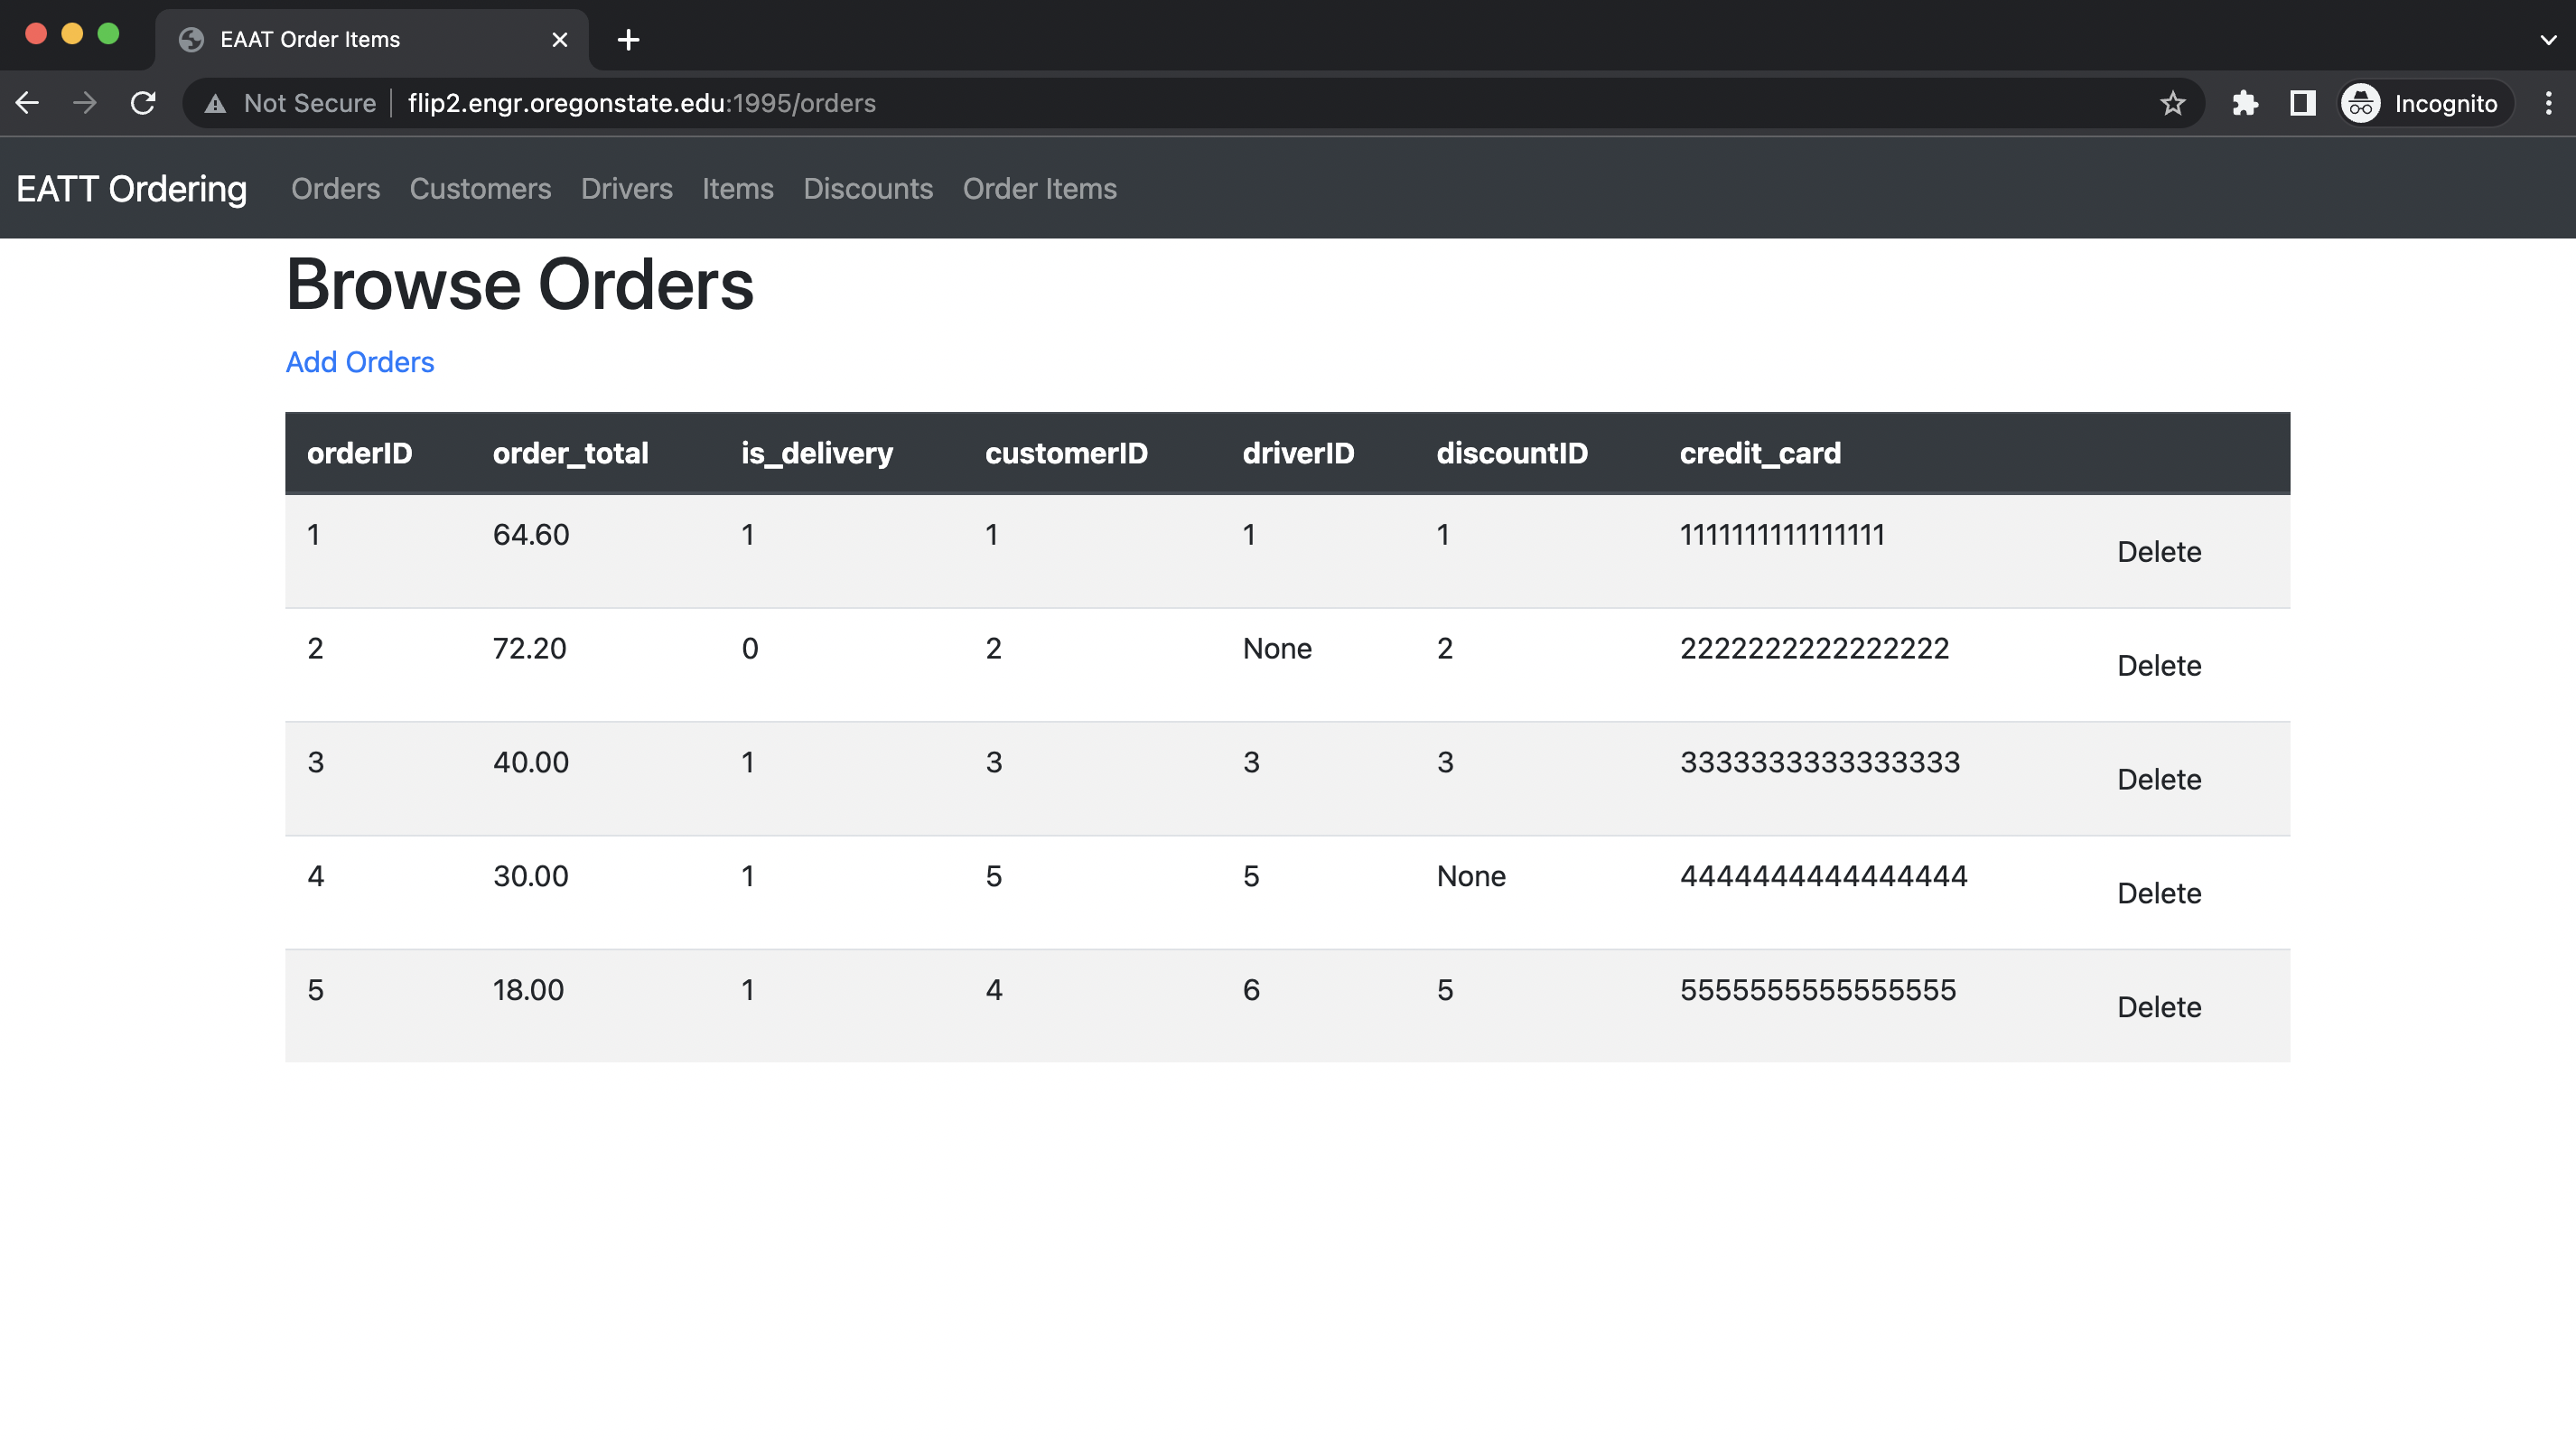 EAAT Order Items
Not Secure flip2.engr.oregonstate.edu:1995/orders Incognito
EATT Ordering Orders Customers Drivers Items Discounts Order Items
Browse Orders
Add Orders
orderID order_total is_delivery customerID driverID discountID credit_card
1 64.60 1 1 1 1 1111111111111111 Delete
2 72.20 0 2 None 2 2222222222222222 Delete
3 40.00 1 3 3 3 3333333333333333 Delete
4 30.00 1 5 5 None 4444444444444444 Delete
5 18.00 1 4 6 5 5555555555555555 Delete